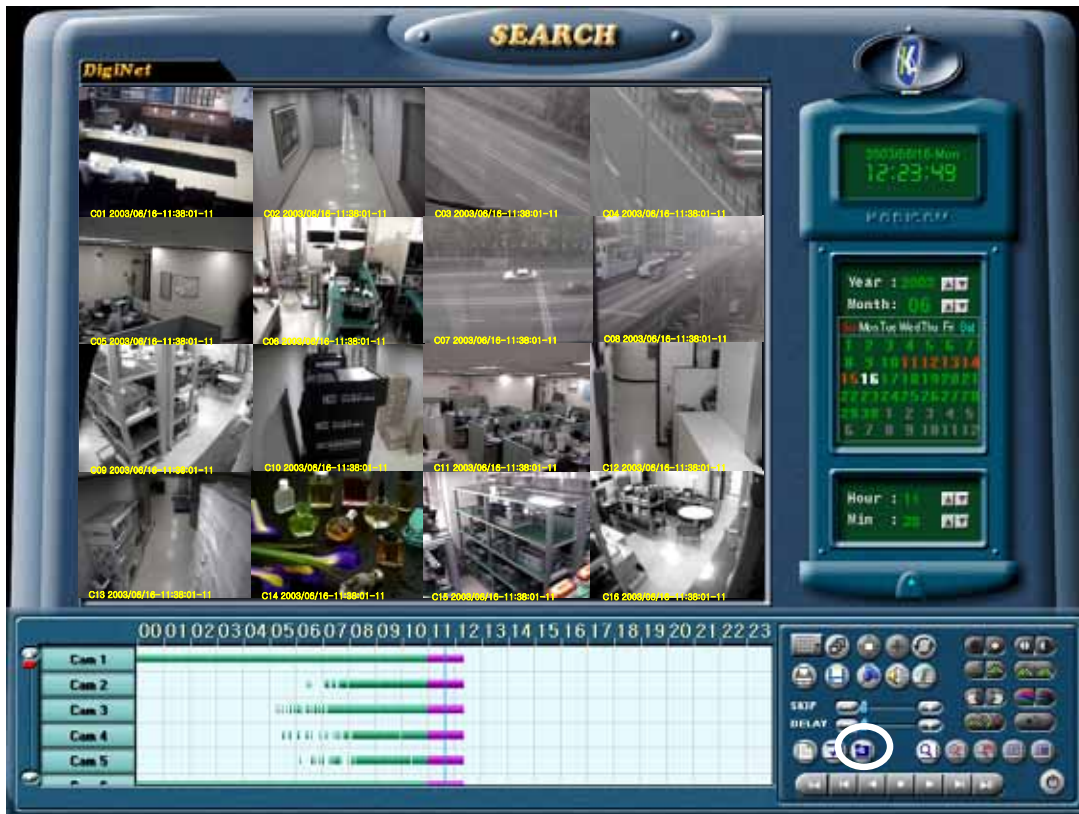 SEARCH
DigiNet
C01 2003/06/16-11:38:01-11
C02 2003/06/16-11:38:01-11
C03 2003/06/16-11:38:01-11
C04 2003/06/16-11:38:01-11
C05 2003/06/16-11:38:01-11
C06 2003/06/16-11:38:01-11
C07 2003/06/16-11:38:01-11
C08 2003/06/16-11:38:01-11
C09 2003/06/16-11:38:01-11
C10 2003/06/16-11:38:01-11
C11 2003/06/16-11:38:01-11
C12 2003/06/16-11:38:01-11
C13 2003/06/16-11:38:01-11
C14 2003/06/16-11:38:01-11
C15 2003/06/16-11:38:01-11
C16 2003/06/16-11:38:01-11
2003/06/16-Mon
12:23:49
KODICOM
Year : 2003
Month: 06
Sun Mon Tue Wed Thu Fri Sat
1 2 3 4 5 6 7
8 9 10 11 12 13 14
15 16 17 18 19 20 21
22 23 24 25 26 27 28
29 30 1 2 3 4 5
6 7 8 9 10 11 12
Hour : 11
Min :
00 01 02 03 04 05 06 07 08 09 10 11 12 13 14 15 16 17 18 19 20 21 22 23
Cam 1
Cam 2
Cam 3
Cam 4
Cam 5
SKIP
DELAY